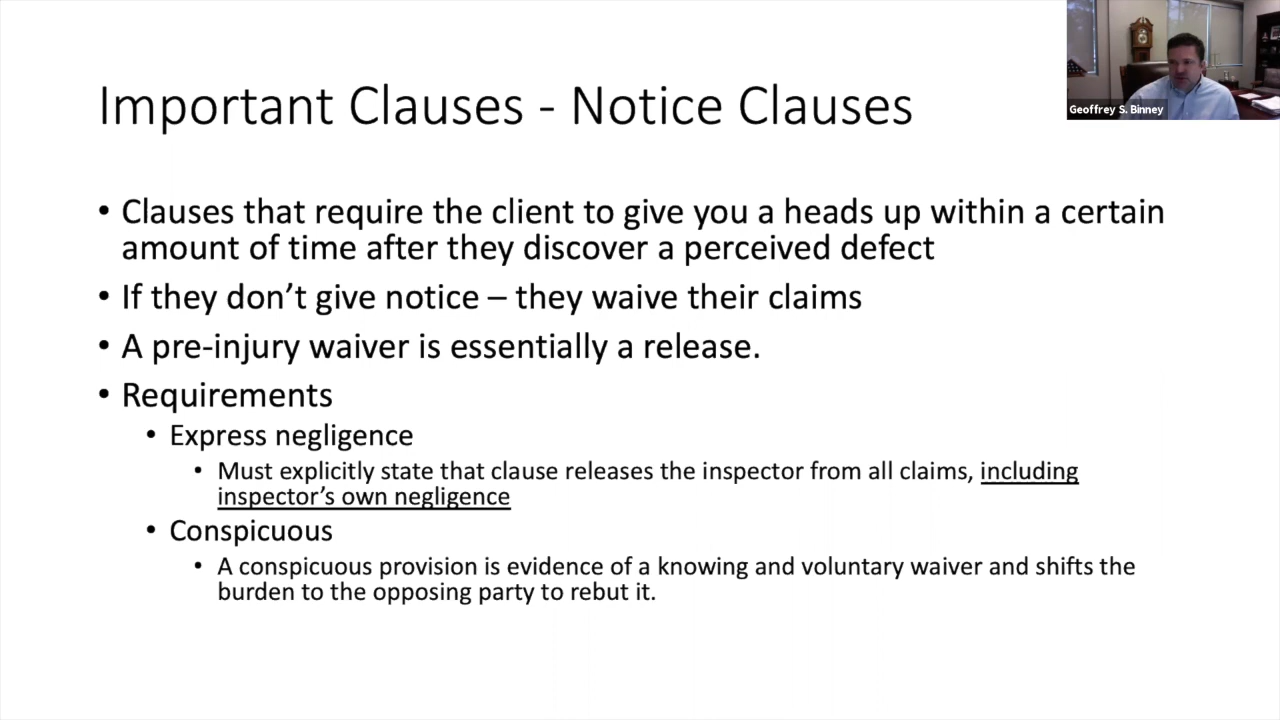 Geoffrey S. Binney
Important Clauses - Notice Clauses
• Clauses that require the client to give you a heads up within a certain
amount of time after they discover a perceived defect
• If they don’t give notice – they waive their claims
• A pre-injury waiver is essentially a release.
• Requirements
• Express negligence
• Must explicitly state that clause releases the inspector from all claims, including
inspector’s own negligence
• Conspicuous
• A conspicuous provision is evidence of a knowing and voluntary waiver and shifts the
burden to the opposing party to rebut it.